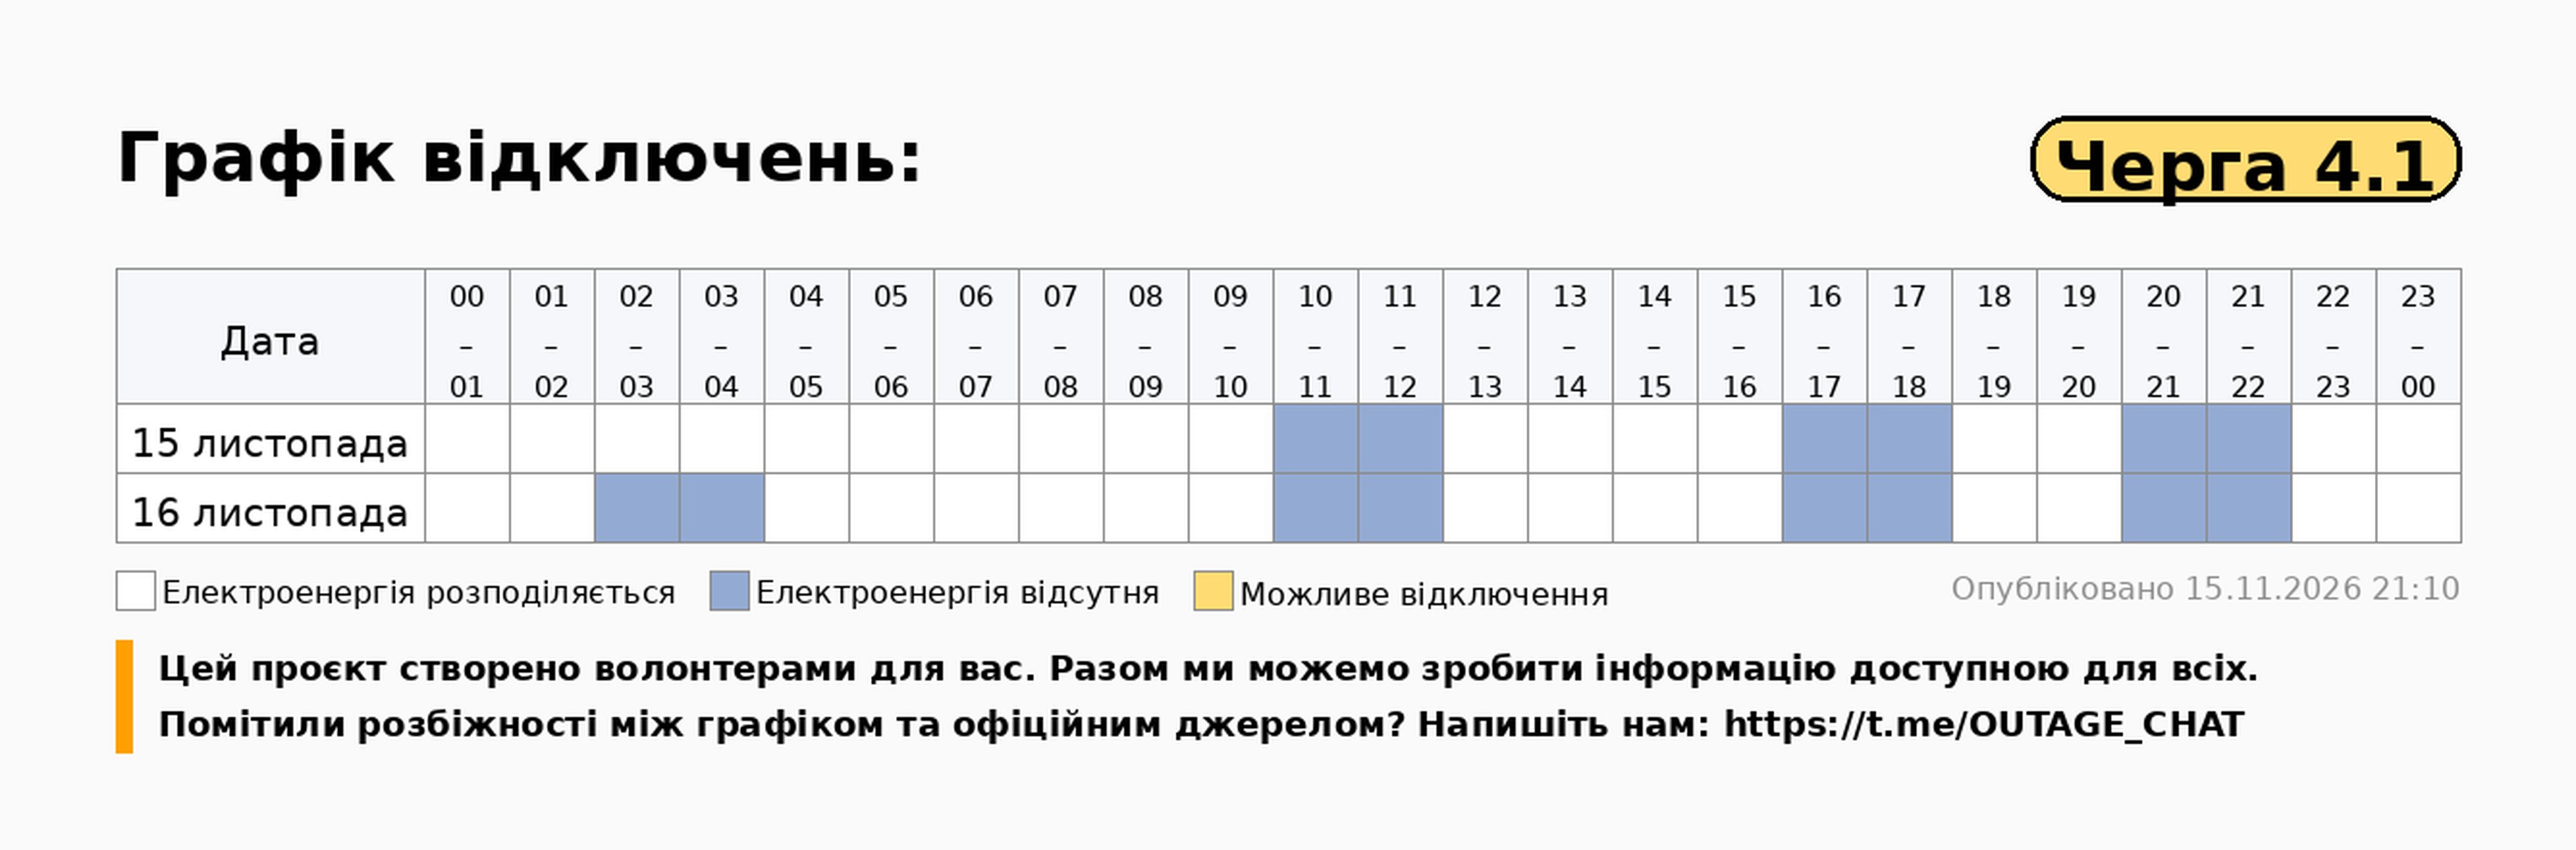 Графік відключень:
Черга 4.1
Дата
00 – 01
01 – 02
02 – 03
03 – 04
04 – 05
05 – 06
06 – 07
07 – 08
08 – 09
09 – 10
10 – 11
11 – 12
12 – 13
13 – 14
14 – 15
15 – 16
16 – 17
17 – 18
18 – 19
19 – 20
20 – 21
21 – 22
22 – 23
23 – 00
15 листопада
16 листопада
Електроенергія розподіляється
Електроенергія відсутня
Можливе відключення
Опубліковано 15.11.2026 21:10
Цей проєкт створено волонтерами для вас. Разом ми можемо зробити інформацію доступною для всіх.
Помітили розбіжності між графіком та офіційним джерелом? Напишіть нам: https://t.me/OUTAGE_CHAT